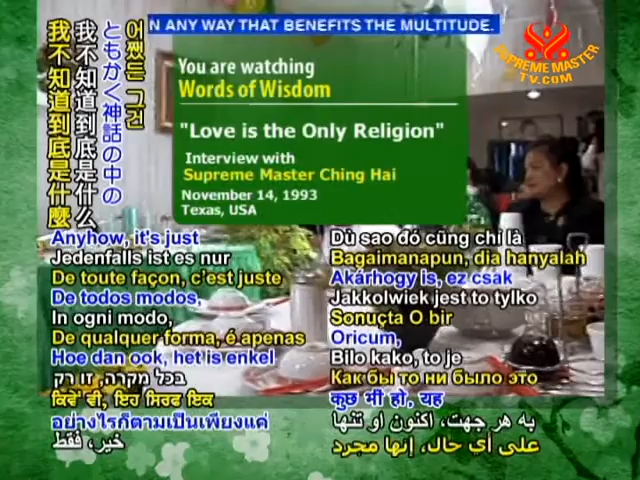 N ANY WAY THAT BENEFITS THE MULTITUDE.
SUPREME MASTER
TV.COM
You are watching
Words of Wisdom
"Love is the Only Religion"
Interview with
Supreme Master Ching Hai
November 14, 1993
Texas, USA
我不知道到底是什麼
我不知道到底是什么
ともかく神話の中の
어쨌든 그건
Anyhow, it's just
Jedenfalls ist es nur
De toute façon, c'est juste
De todos modos,
In ogni modo,
De qualquer forma, é apenas
Hoe dan ook, het is enkel
בכל מקרה, זו רק
ਕਿਵੇਂ ਵੀ, ਇਹ ਸਿਰਫ ਇਕ
อย่างไรก็ตามเป็นเพียงแค่
خير، فقط
Dù sao đó cũng chỉ là
Bagaimanapun, dia hanyalah
Akárhogy is, ez csak
Jakkolwiek jest to tylko
Sonuçta O bir
Oricum,
Bilo kako, to je
Как бы то ни было это
कुछ भी हो, यह
به هر جهت، اکنون او تنها
على أي حال، إنها مجرد